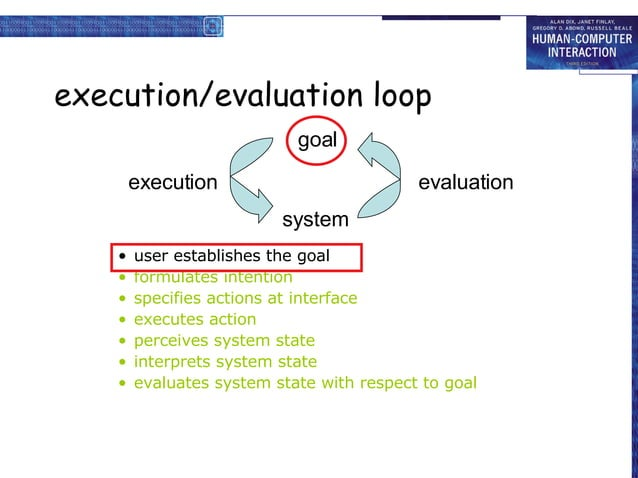 ALAN DIX, JANET FINLAY,
GREGORY D. ABOWD, RUSSELL BEALE
HUMAN-COMPUTER
INTERACTION
THIRD EDITION
execution/evaluation loop
goal
execution
evaluation
system
• user establishes the goal
• formulates intention
• specifies actions at interface
• executes action
• perceives system state
• interprets system state
• evaluates system state with respect to goal